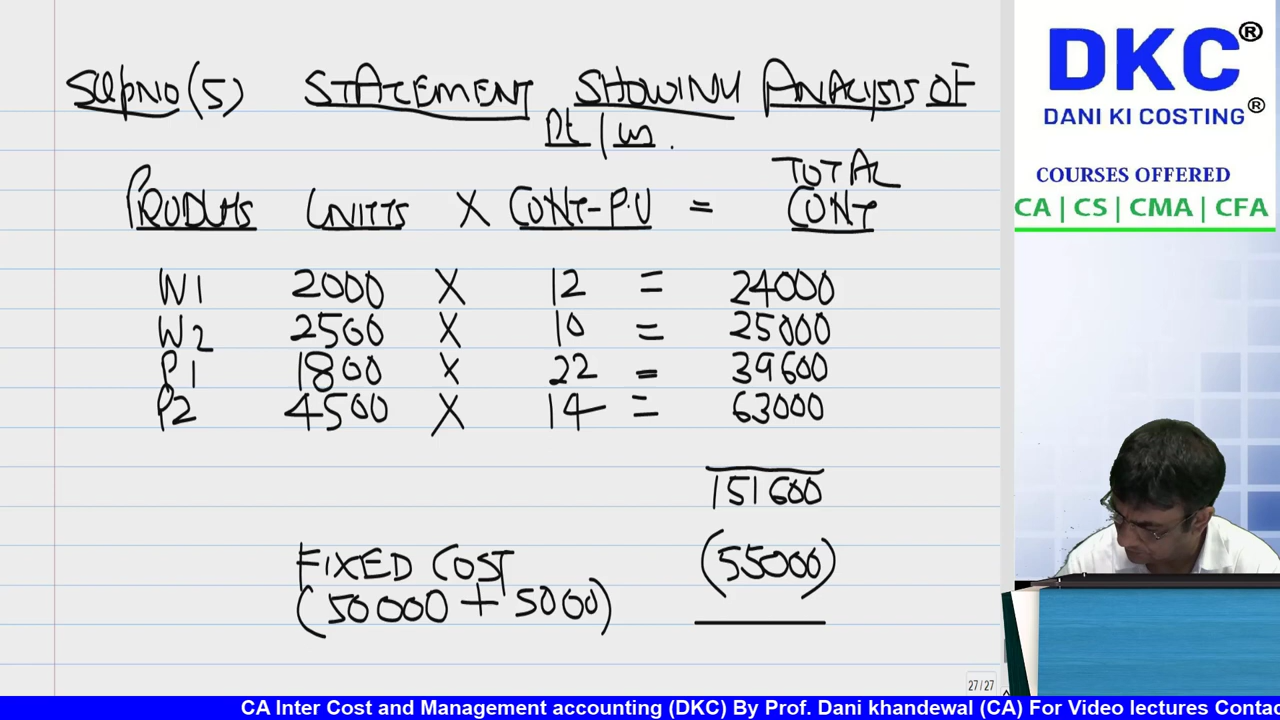 StepNO (5) STATEMENT SHOWING ANALYSIS OF
Pt/Ws.
PRODUCTS UNITS X CONT-P.U = TOTAL CONT
W1 2000 X 12 = 24000
W2 2500 X 10 = 25000
P1 1800 X 22 = 39600
P2 4500 X 14 = 63000
151600
FIXED COST (55000)
(50000 + 5000)
27/27
DKC®
DANI KI COSTING®
COURSES OFFERED
CA | CS | CMA | CFA
CA Inter Cost and Management accounting (DKC) By Prof. Dani khandewal (CA) For Video lectures Contac